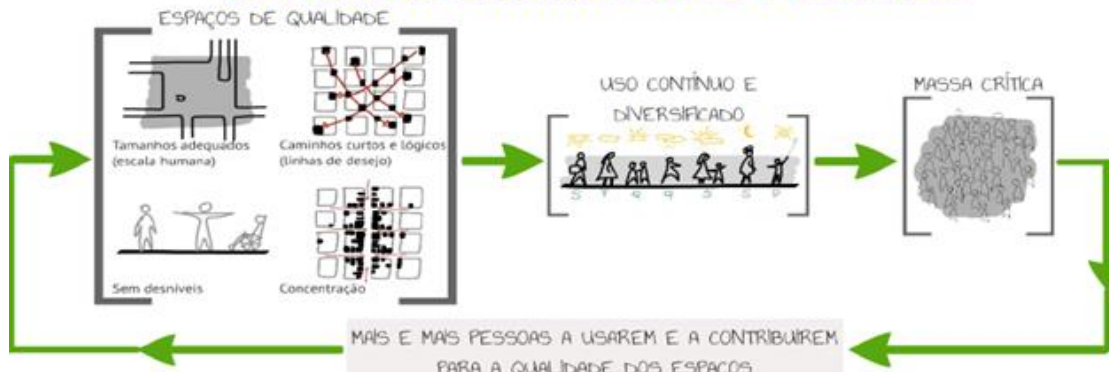 ESPAÇOS DE QUALIDADE
Tamanhos adequados
(escala humana)
Caminhos curtos e lógicos
(linhas de desejo)
Sem desníveis
Concentração
USO CONTÍNUO E
DIVERSIFICADO
S T Q Q S S D
MASSA CRÍTICA
MAIS E MAIS PESSOAS A USAREM E A CONTRIBUÍREM
PARA A QUALIDADE DOS ESPAÇOS